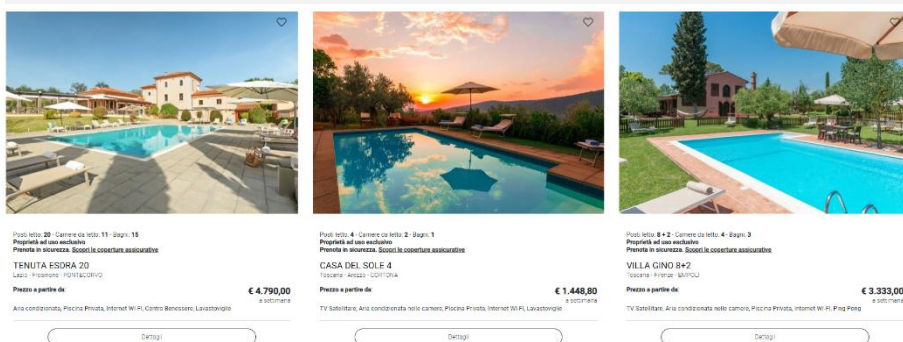 Posti letto: 20 - Camere da letto: 11 - Bagni: 15
Proprietà ad uso esclusivo
Prenota in sicurezza. Scopri le coperture assicurative
TENUTA ESDRA 20
Lazio - Frosinone - PONTECORVO
Prezzo a partire da:
€ 4.790,00
a settimana
Aria condizionata, Piscina Privata, Internet Wi-Fi, Centro Benessere, Lavastoviglie
Dettagli
Posti letto: 4 - Camere da letto: 2 - Bagni: 1
Proprietà ad uso esclusivo
Prenota in sicurezza. Scopri le coperture assicurative
CASA DEL SOLE 4
Toscana - Arezzo - CORTONA
Prezzo a partire da:
€ 1.448,80
a settimana
TV Satellitare, Aria condizionata nelle camere, Piscina Privata, Internet Wi-Fi, Lavastoviglie
Dettagli
Posti letto: 8 + 2 - Camere da letto: 4 - Bagni: 3
Proprietà ad uso esclusivo
Prenota in sicurezza. Scopri le coperture assicurative
VILLA GINO 8+2
Toscana - Firenze - EMPOLI
Prezzo a partire da:
€ 3.333,00
a settimana
TV Satellitare, Aria condizionata nelle camere, Piscina Privata, Internet Wi-Fi, Ping Pong
Dettagli